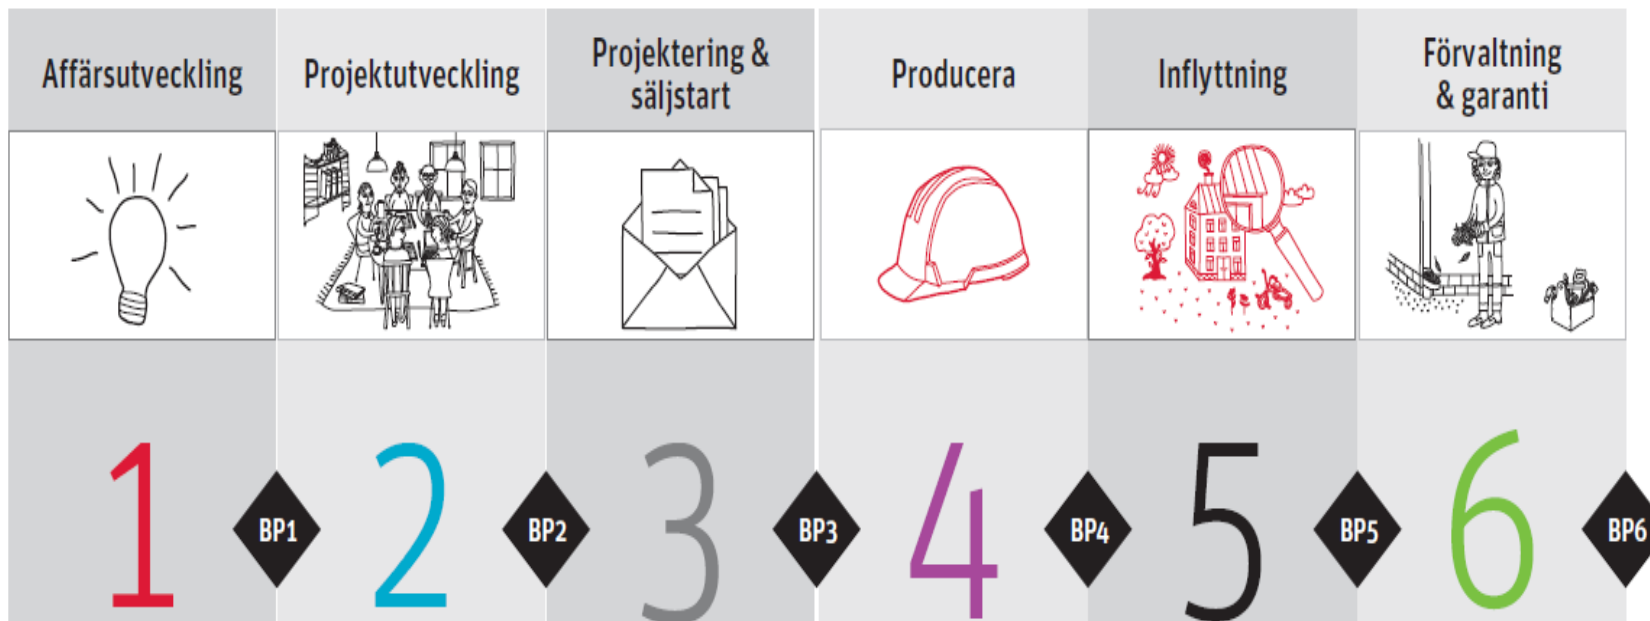 Affärsutveckling
Projektutveckling
Projektering &
säljstart
Producera
Inflyttning
Förvaltning
& garanti
1
BP1
2
BP2
3
BP3
4
BP4
5
BP5
6
BP6